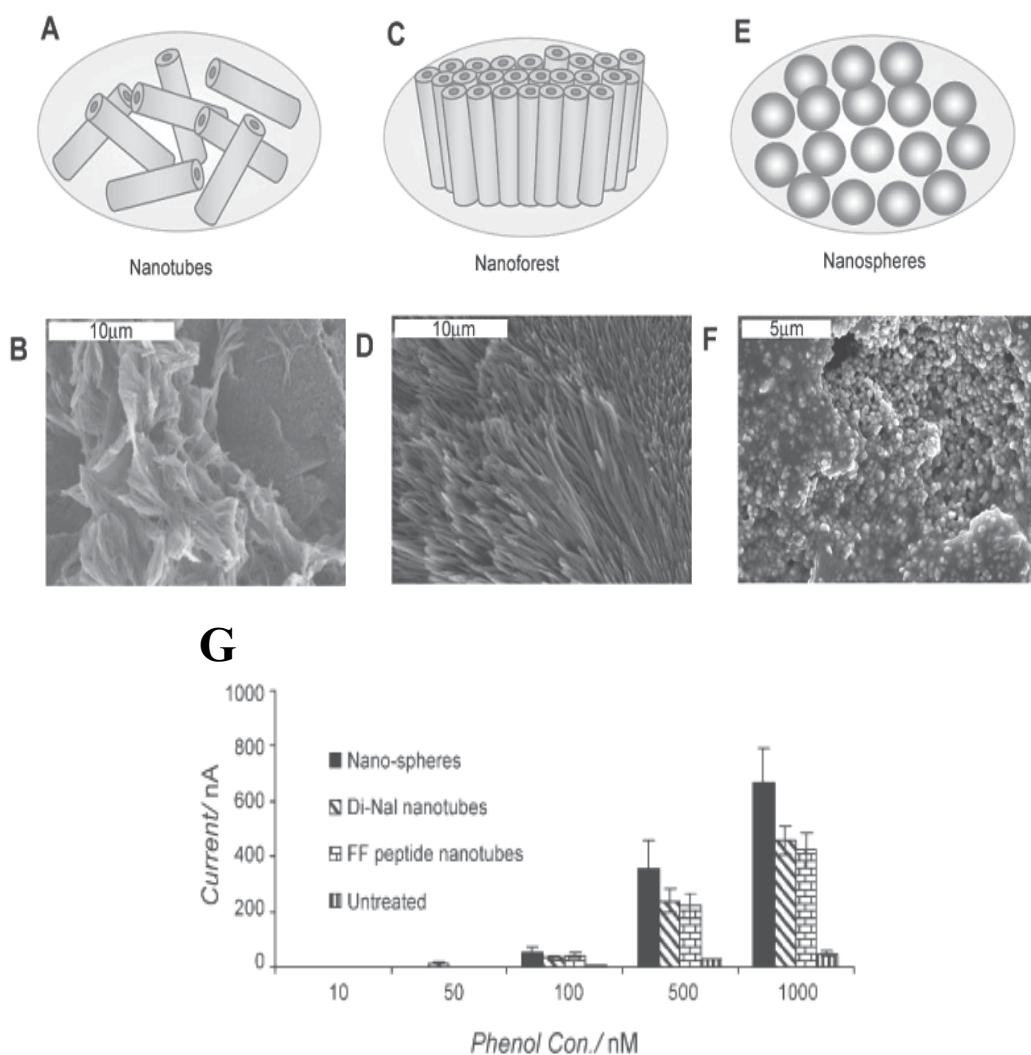 A
C
E
Nanotubes
Nanoforest
Nanospheres
B
10μm
D
10μm
F
5μm
G
1000
800
600
400
200
0
Current/ nA
Nano-spheres
Di-Nal nanotubes
FF peptide nanotubes
Untreated
10 50 100 500 1000
Phenol Con./ nM